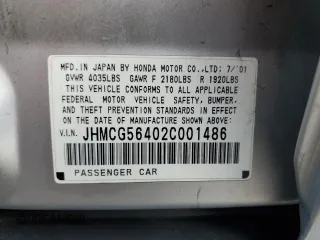 MFD.IN JAPAN BY HONDA MOTOR CO.,LTD; 7/'01
GVWR 4035LBS GAWR F 2180LBS R 1920LBS
THIS VEHICLE CONFORMS TO ALL APPLICABLE
FEDERAL MOTOR VEHICLE SAFETY, BUMPER,
AND THEFT PREVENTION STANDARDS IN EFFECT
ON THE DATE OF MANUFACTURE SHOWN ABOVE.
V.I.N. JHMCG56402C001486
PASSENGER CAR